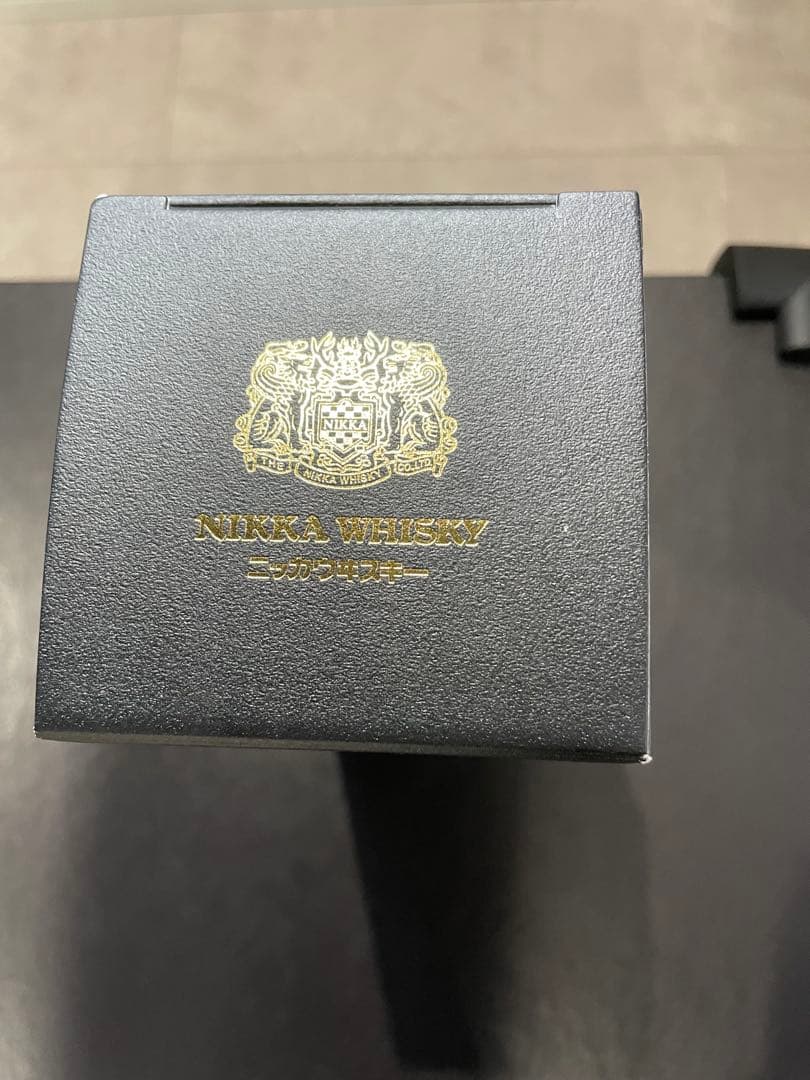 NIKKA
THE NIKKA WHISKY CO.,LTD.
NIKKA WHISKY
ニッカウヰスキー